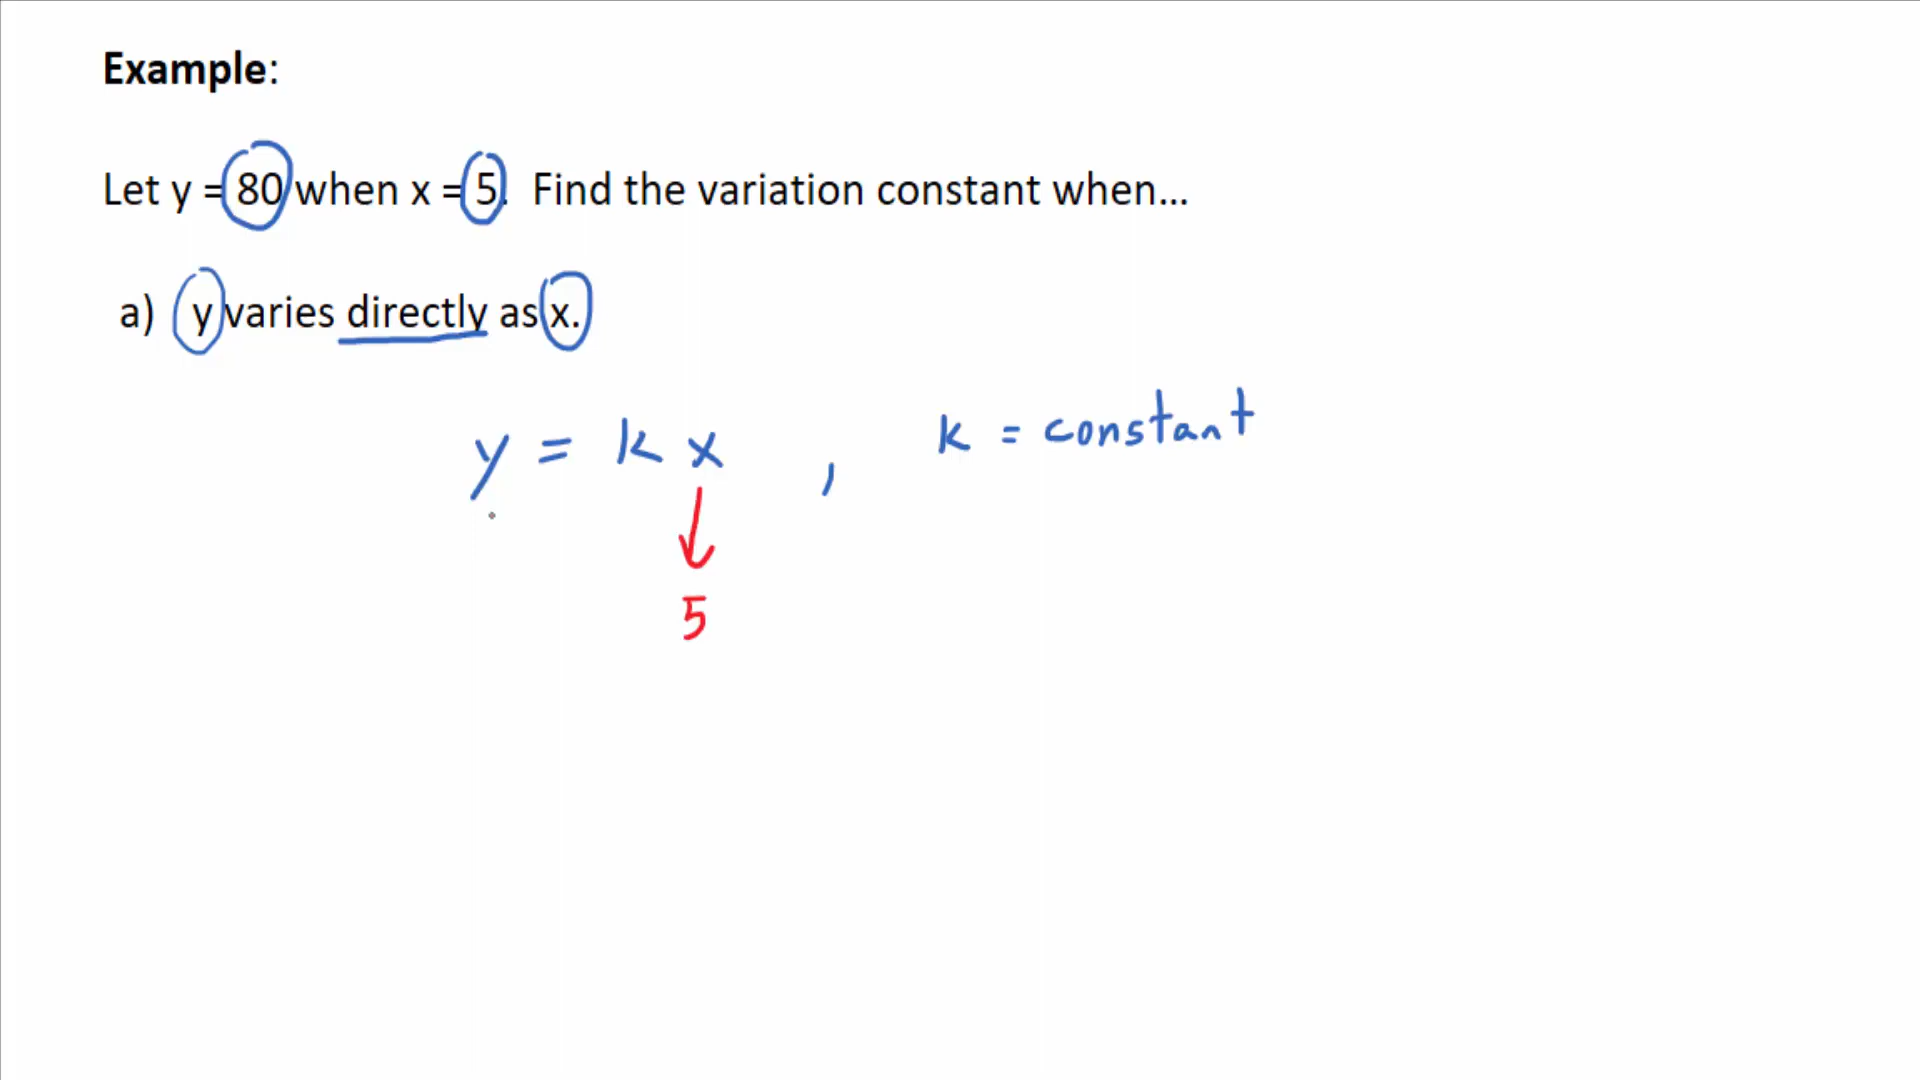 Example:
Let y = 80 when x = 5. Find the variation constant when...
a) y varies directly as x.
y = k x , k = constant
5